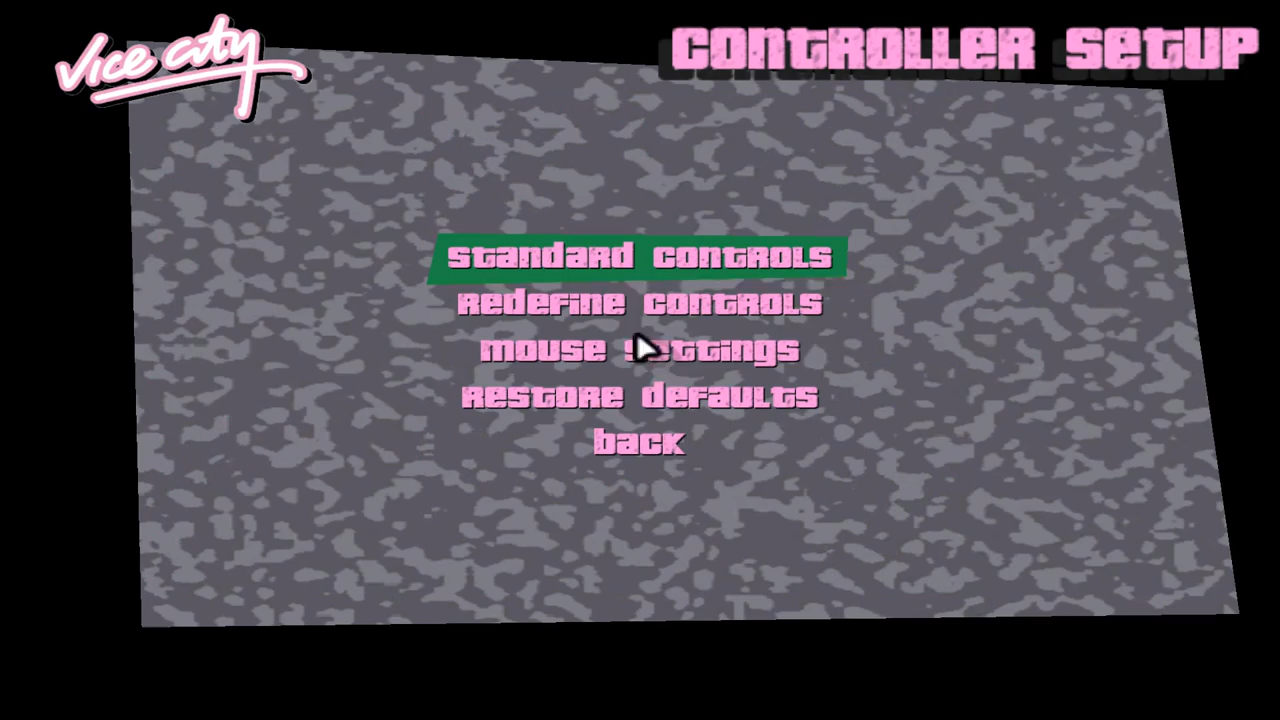 Vice City
CONTROLLER SETUP
STANDARD CONTROLS
REDEFINE CONTROLS
MOUSE SETTINGS
RESTORE DEFAULTS
BACK